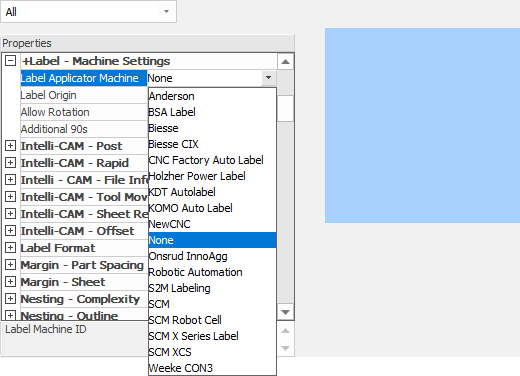 All
Properties
+Label - Machine Settings
Label Applicator Machine None
Label Origin
Allow Rotation
Additional 90s
Intelli-CAM - Post
Intelli-CAM - Rapid
Intelli - CAM - File Info
Intelli-CAM - Tool Mov
Intelli-CAM - Sheet Re
Intelli-CAM - Offset
Label Format
Margin - Part Spacing
Margin - Sheet
Nesting - Complexity
Nesting - Outline
Label Machine ID
Anderson
BSA Label
Biesse
Biesse CIX
CNC Factory Auto Label
Holzher Power Label
KDT Autolabel
KOMO Auto Label
NewCNC
None
Onsrud InnoAgg
Robotic Automation
S2M Labeling
SCM
SCM Robot Cell
SCM X Series Label
SCM XCS
Weeke CON3